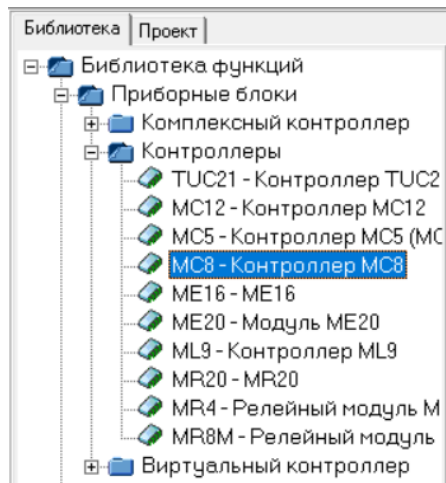 Библиотека Проект
Библиотека функций
Приборные блоки
Комплексный контроллер
Контроллеры
TUC21 - Контроллер TUC2
MC12 - Контроллер MC12
MC5 - Контроллер MC5 (MC
MC8 - Контроллер MC8
ME16 - ME16
ME20 - Модуль ME20
ML9 - Контроллер ML9
MR20 - MR20
MR4 - Релейный модуль M
MR8M - Релейный модуль
Виртуальный контроллер